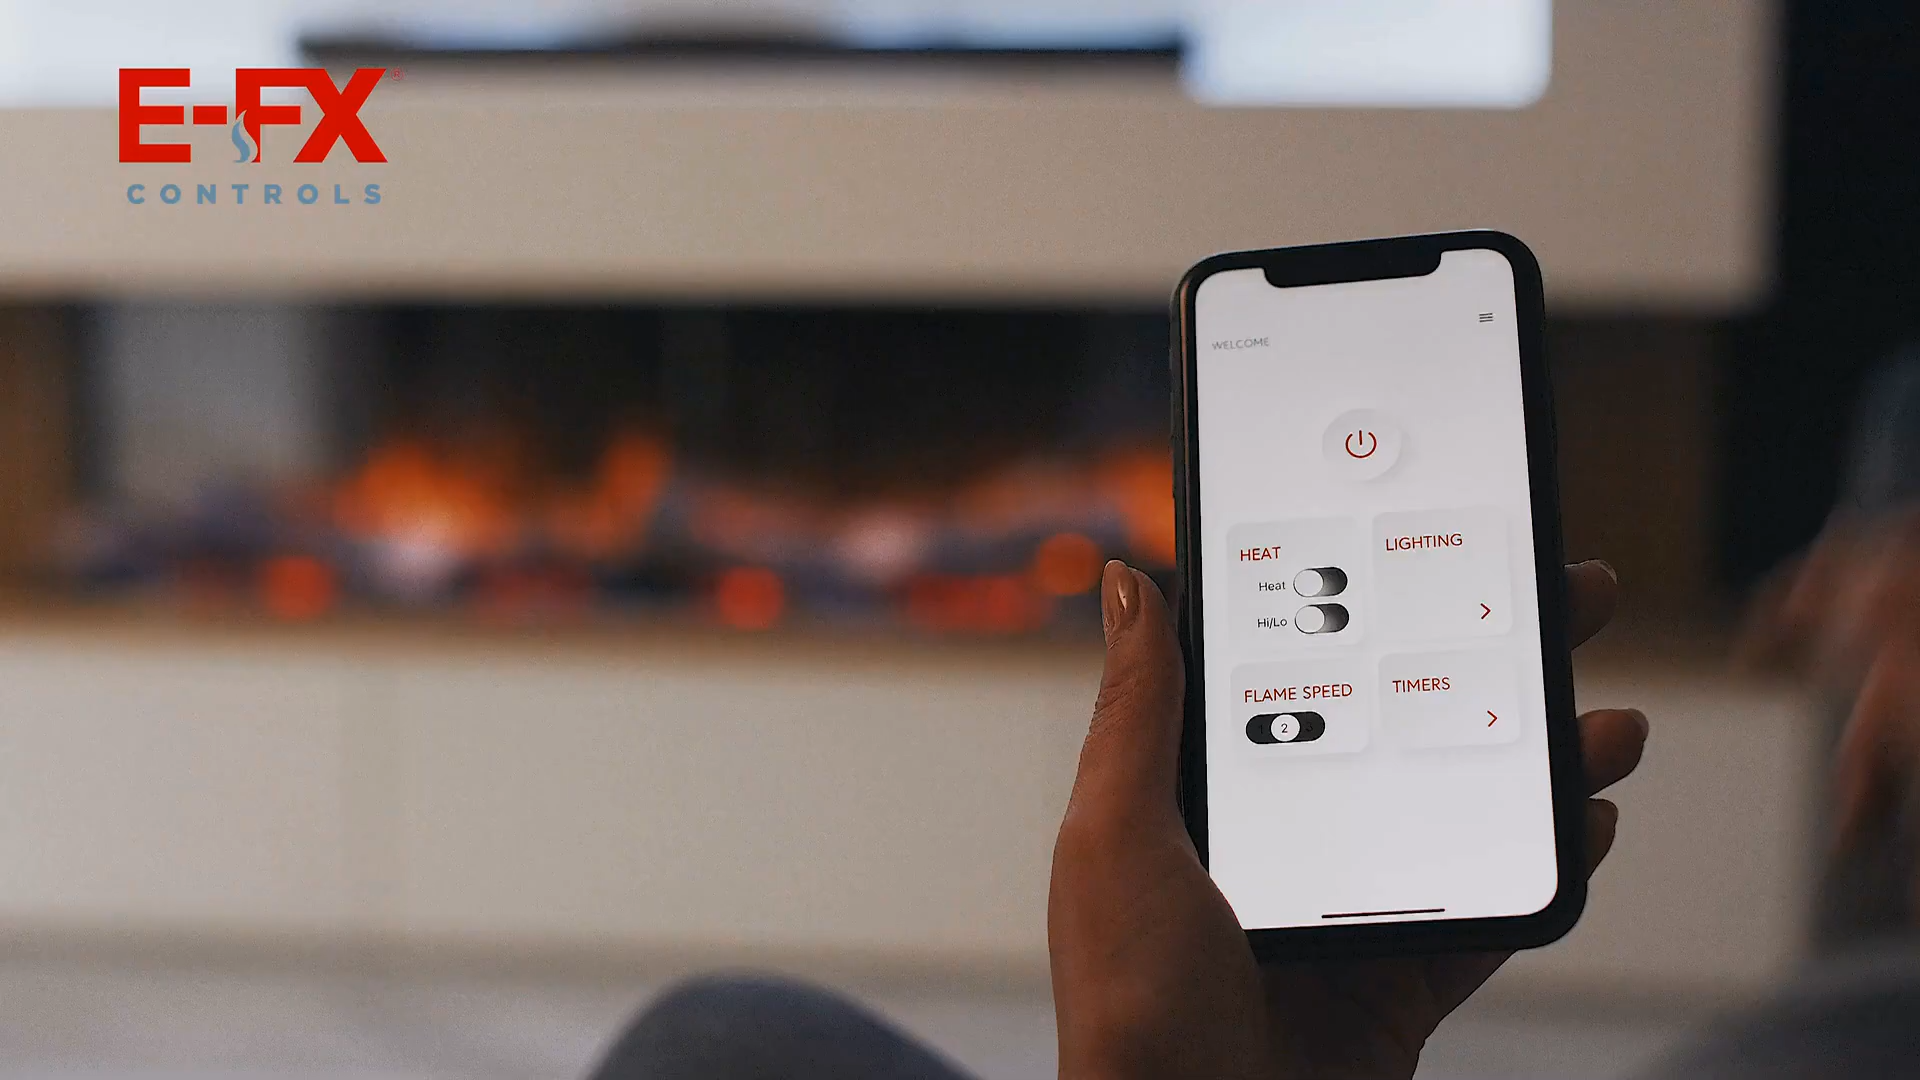 E-FX®
CONTROLS
WELCOME
HEAT
Heat
Hi/Lo
LIGHTING
FLAME SPEED
2
TIMERS